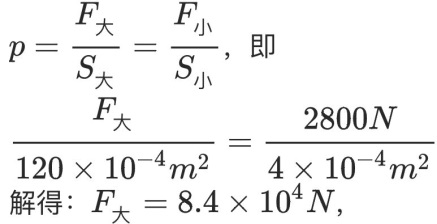 p = F大/S大 = F小/S小，即
F大/(120 × 10⁻⁴m²) = 2800N/(4 × 10⁻⁴m²)
解得：F大 = 8.4 × 10⁴N,